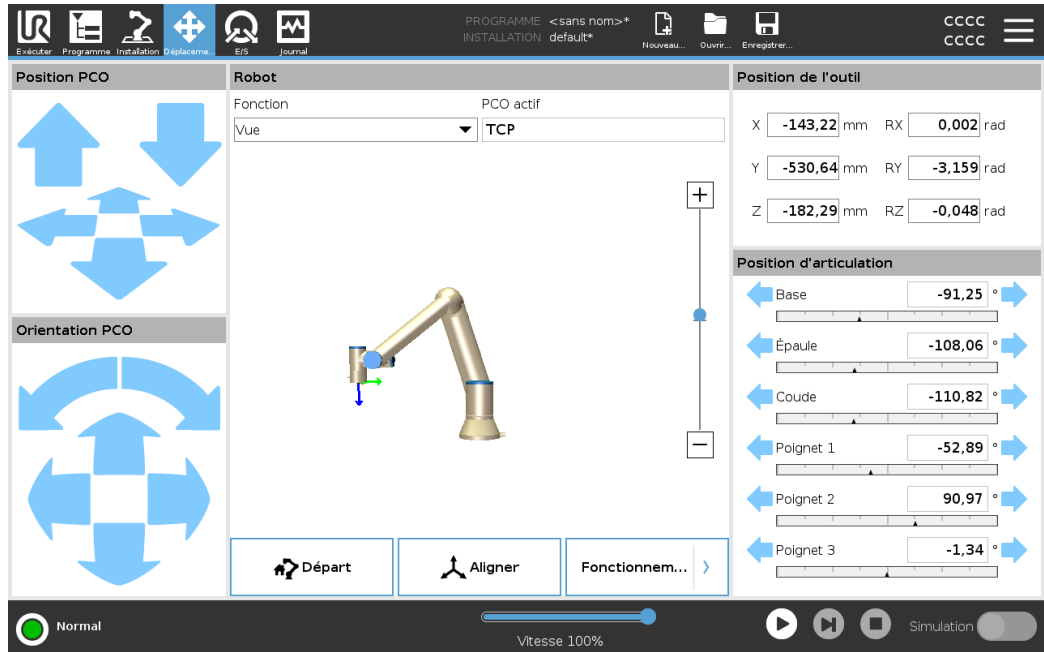 PROGRAMME <sans nom>*
INSTALLATION default*
UR
Exécuter Programme Installation Déplaceme... E/S Journal
Nouveau... Ouvrir... Enregistrer...
CCCC
CCCC
Position PCO
Orientation PCO
Robot
Fonction PCO actif
Vue TCP
+
−
Départ Aligner Fonctionnem...
Position de l'outil
X -143,22 mm RX 0,002 rad
Y -530,64 mm RY -3,159 rad
Z -182,29 mm RZ -0,048 rad
Position d'articulation
Base -91,25 °
Épaule -108,06 °
Coude -110,82 °
Poignet 1 -52,89 °
Poignet 2 90,97 °
Poignet 3 -1,34 °
Normal
Vitesse 100%
Simulation